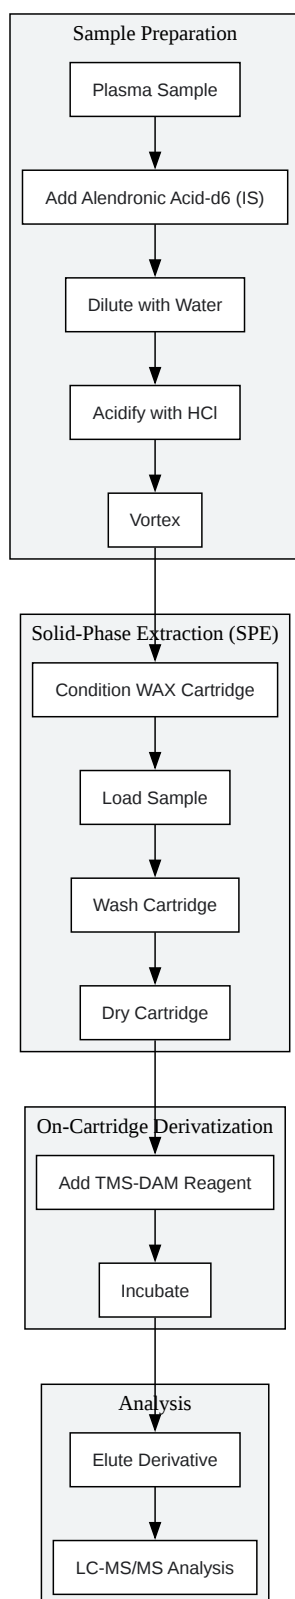 Sample Preparation
Plasma Sample
Add Alendronic Acid-d6 (IS)
Dilute with Water
Acidify with HCl
Vortex
Solid-Phase Extraction (SPE)
Condition WAX Cartridge
Load Sample
Wash Cartridge
Dry Cartridge
On-Cartridge Derivatization
Add TMS-DAM Reagent
Incubate
Analysis
Elute Derivative
LC-MS/MS Analysis